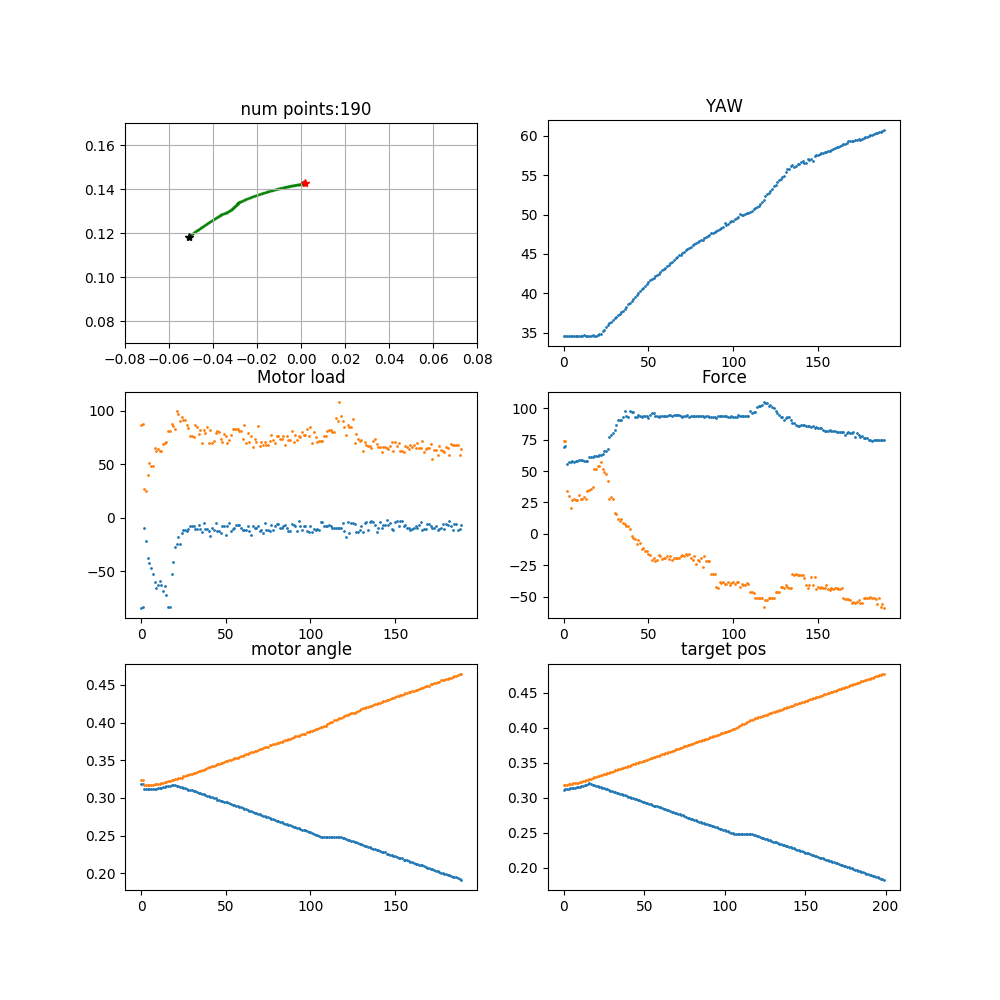 num points:190
YAW
0.16
0.14
0.12
0.10
0.08
−0.08 −0.06 −0.04 −0.02 0.00 0.02 0.04 0.06 0.08
60
55
50
45
40
35
0 50 100 150
Motor load
Force
100
50
0
−50
0 50 100 150
100
75
50
25
0
−25
−50
0 50 100 150
motor angle
target pos
0.45
0.40
0.35
0.30
0.25
0.20
0 50 100 150
0.45
0.40
0.35
0.30
0.25
0.20
0 50 100 150 200